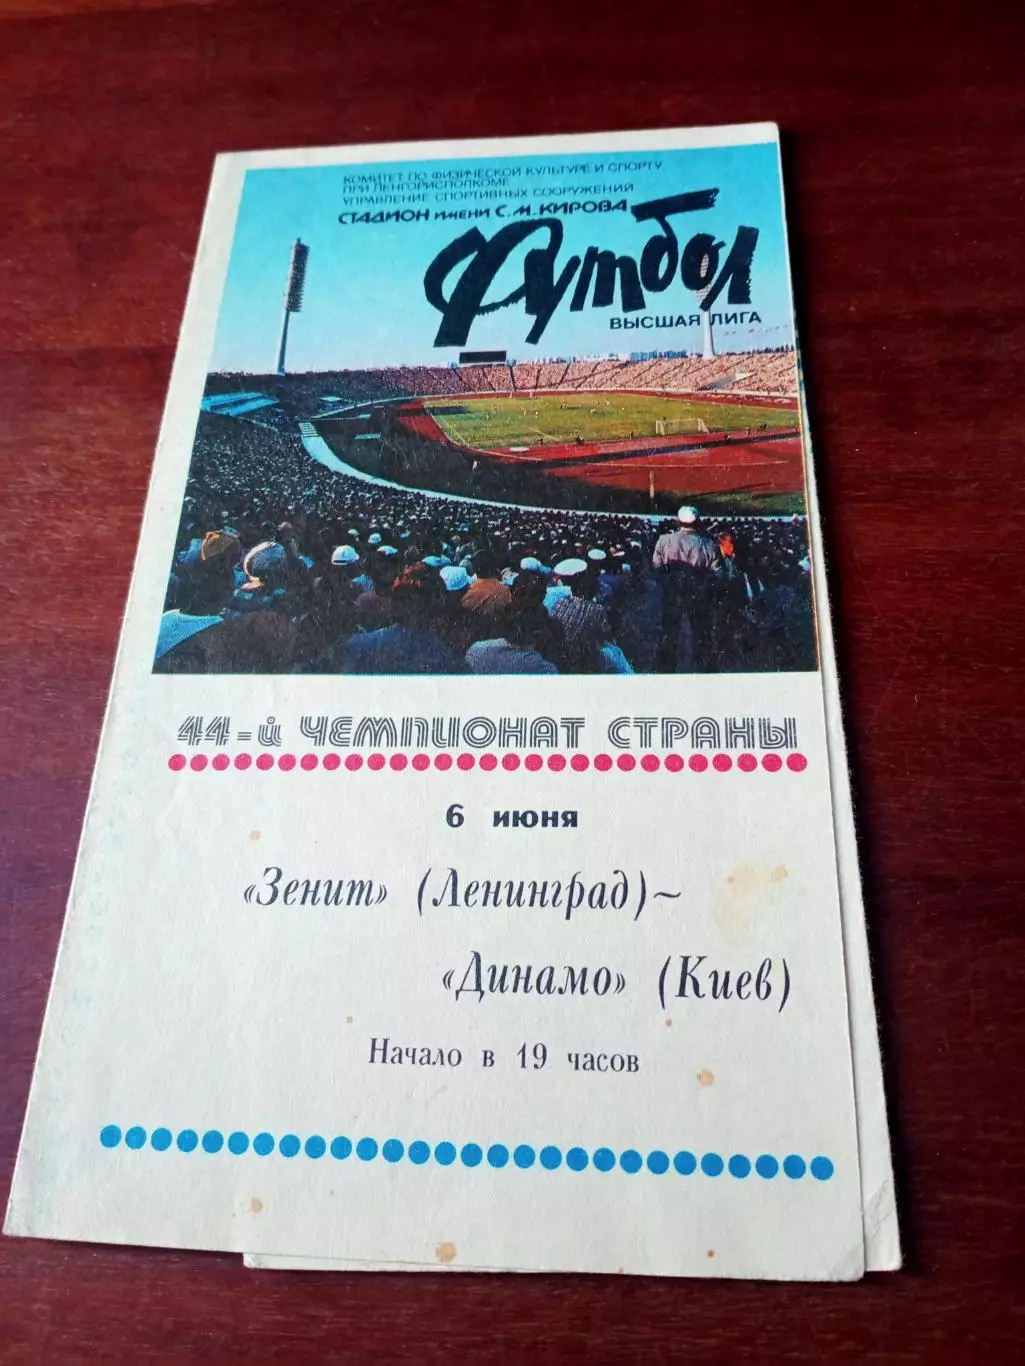 КОМИТЕТ ПО ФИЗИЧЕСКОЙ КУЛЬТУРЕ И СПОРТУ
ПРИ ЛЕНГОРИСПОЛКОМЕ
УПРАВЛЕНИЕ СПОРТИВНЫХ СООРУЖЕНИЙ
СТАДИОН ИМЕНИ С.М.КИРОВА
Футбол
ВЫСШАЯ ЛИГА
44-й ЧЕМПИОНАТ СТРАНЫ
6 июня
«Зенит» (Ленинград) ~
«Динамо» (Киев)
Начало в 19 часов